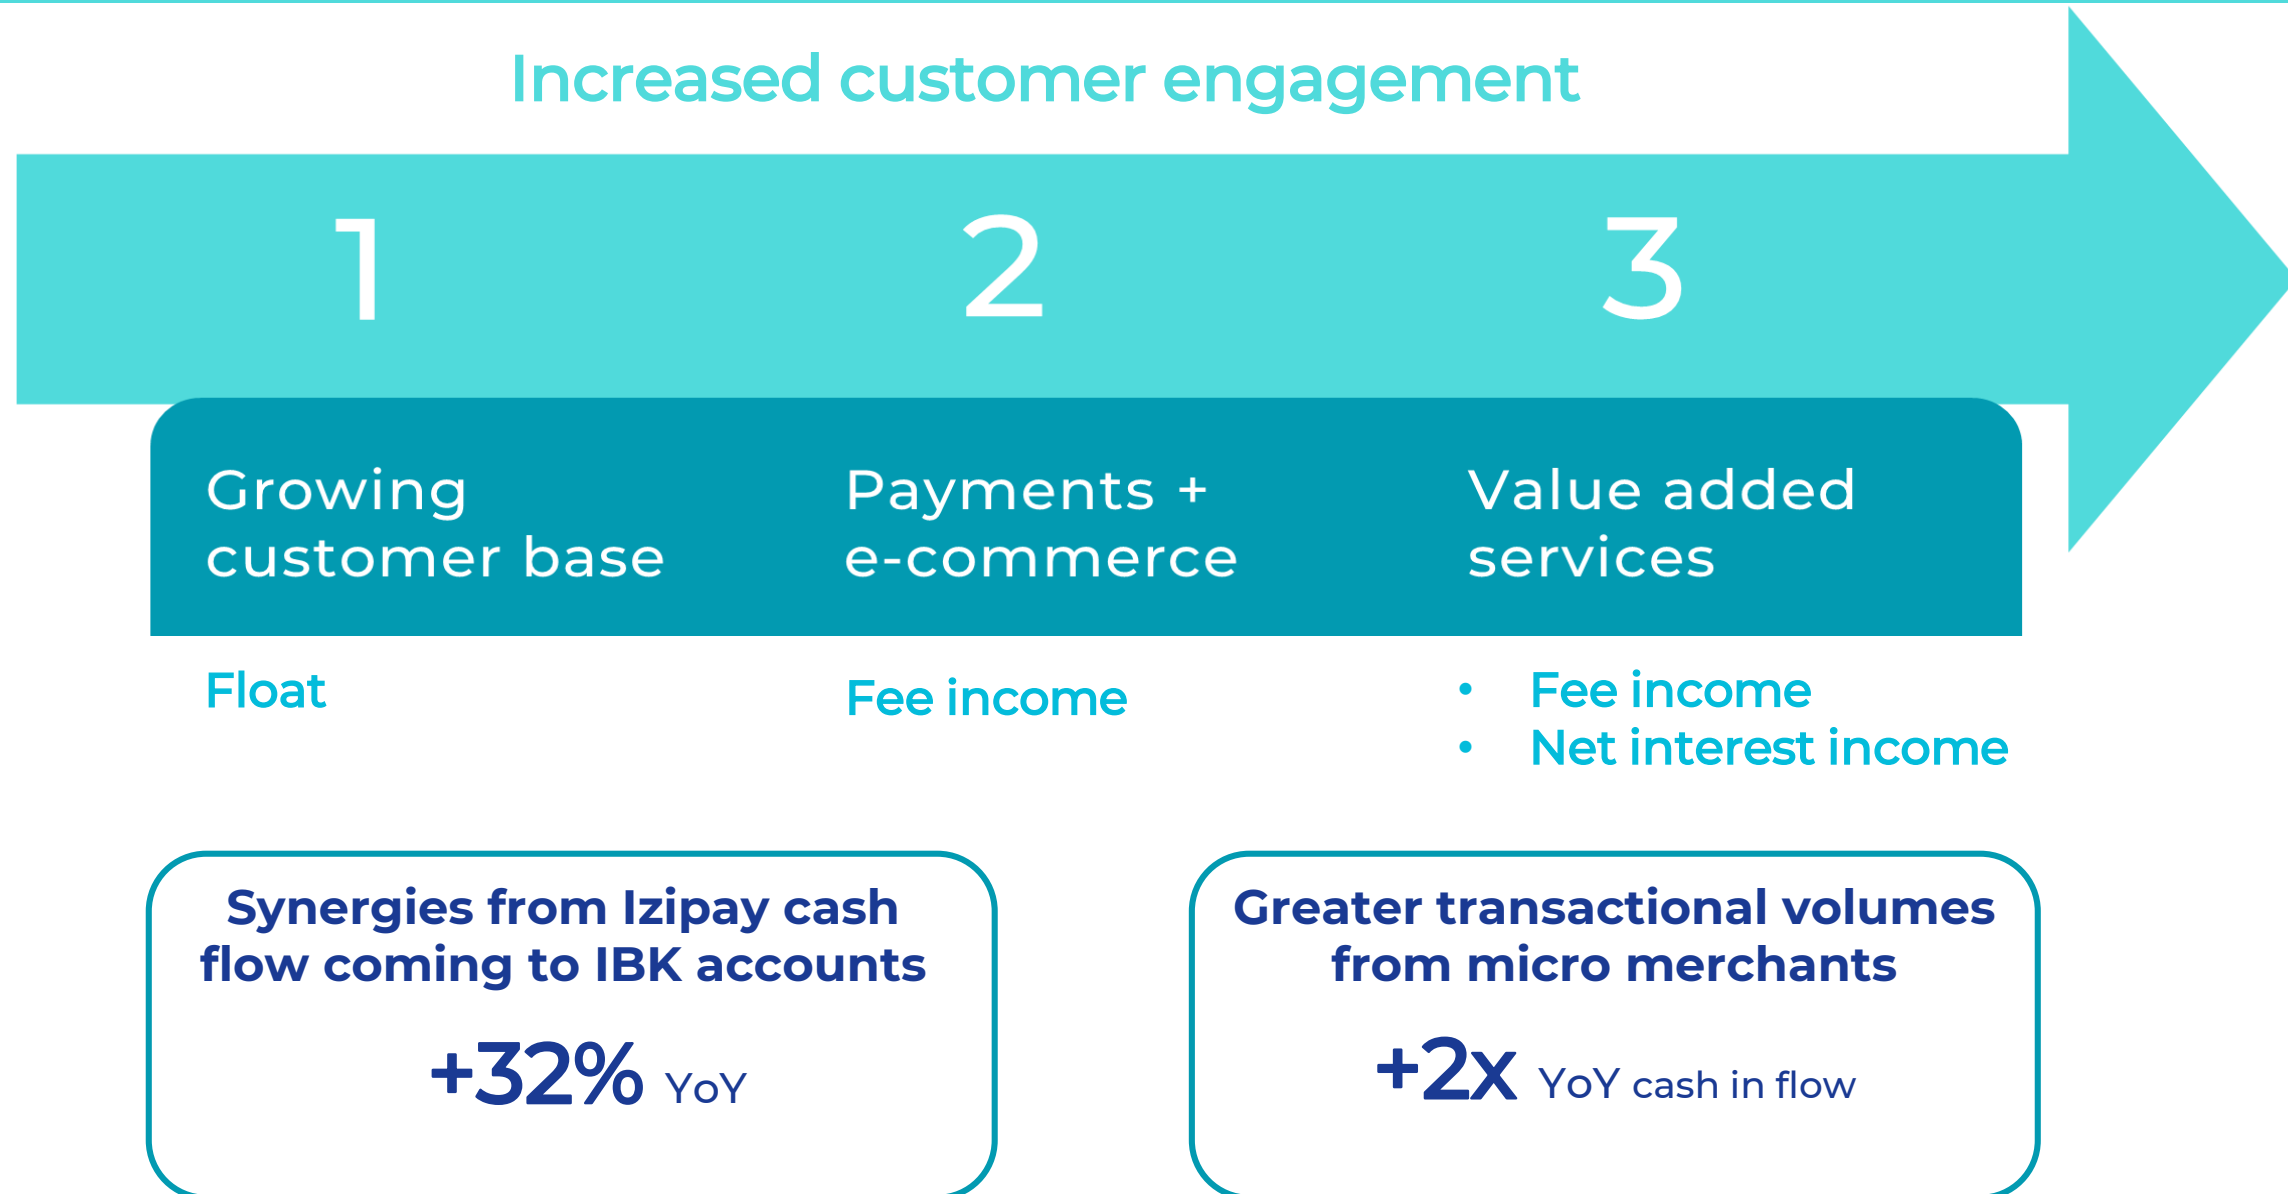 Increased customer engagement
1
2
3
Growing
customer base
Payments +
e-commerce
Value added
services
Float
Fee income
• Fee income
• Net interest income
Synergies from Izipay cash
flow coming to IBK accounts
+32% YoY
Greater transactional volumes
from micro merchants
+2x YoY cash in flow